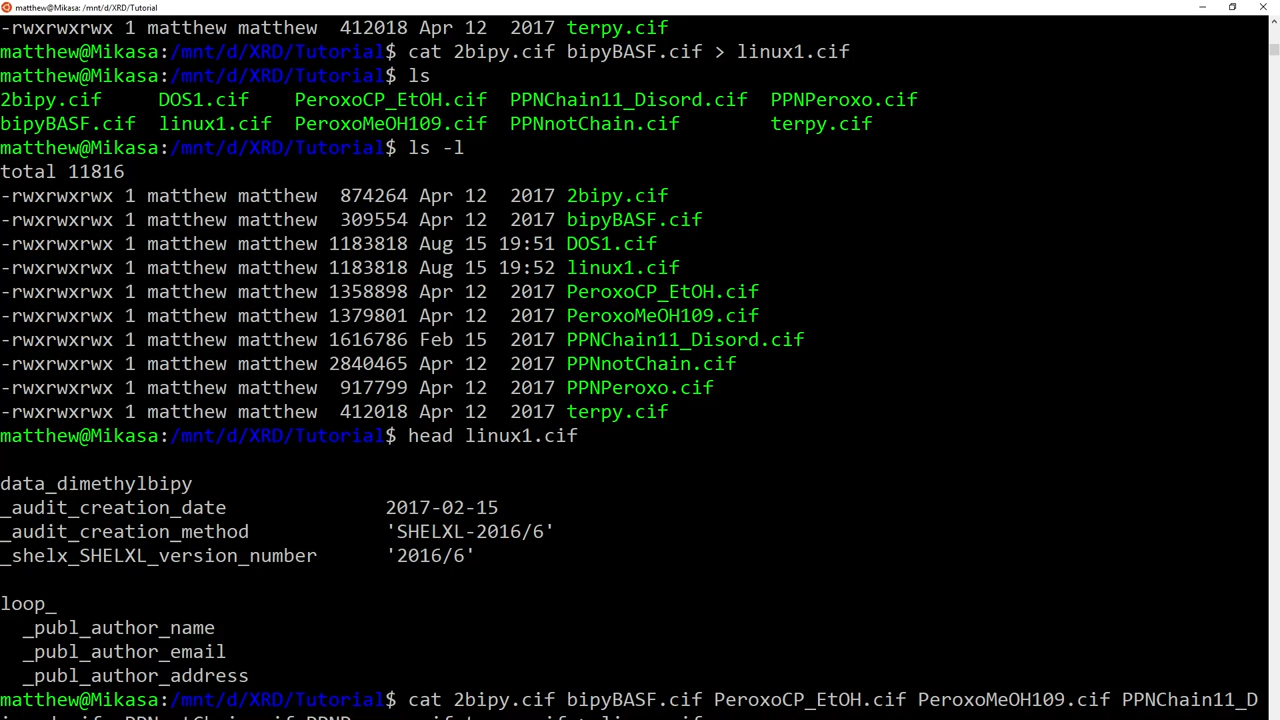 matthew@Mikasa: /mnt/d/XRD/Tutorial
-rwxrwxrwx 1 matthew matthew  412018 Apr 12  2017 terpy.cif
matthew@Mikasa:/mnt/d/XRD/Tutorial$ cat 2bipy.cif bipyBASF.cif > linux1.cif
matthew@Mikasa:/mnt/d/XRD/Tutorial$ ls
2bipy.cif     DOS1.cif    PeroxoCP_EtOH.cif  PPNChain11_Disord.cif  PPNPeroxo.cif
bipyBASF.cif  linux1.cif  PeroxoMeOH109.cif  PPNnotChain.cif        terpy.cif
matthew@Mikasa:/mnt/d/XRD/Tutorial$ ls -l
total 11816
-rwxrwxrwx 1 matthew matthew  874264 Apr 12  2017 2bipy.cif
-rwxrwxrwx 1 matthew matthew  309554 Apr 12  2017 bipyBASF.cif
-rwxrwxrwx 1 matthew matthew 1183818 Aug 15 19:51 DOS1.cif
-rwxrwxrwx 1 matthew matthew 1183818 Aug 15 19:52 linux1.cif
-rwxrwxrwx 1 matthew matthew 1358898 Apr 12  2017 PeroxoCP_EtOH.cif
-rwxrwxrwx 1 matthew matthew 1379801 Apr 12  2017 PeroxoMeOH109.cif
-rwxrwxrwx 1 matthew matthew 1616786 Feb 15  2017 PPNChain11_Disord.cif
-rwxrwxrwx 1 matthew matthew 2840465 Apr 12  2017 PPNnotChain.cif
-rwxrwxrwx 1 matthew matthew  917799 Apr 12  2017 PPNPeroxo.cif
-rwxrwxrwx 1 matthew matthew  412018 Apr 12  2017 terpy.cif
matthew@Mikasa:/mnt/d/XRD/Tutorial$ head linux1.cif
data_dimethylbipy
_audit_creation_date              2017-02-15
_audit_creation_method            'SHELXL-2016/6'
_shelx_SHELXL_version_number      '2016/6'
loop_
  _publ_author_name
  _publ_author_email
  _publ_author_address
matthew@Mikasa:/mnt/d/XRD/Tutorial$ cat 2bipy.cif bipyBASF.cif PeroxoCP_EtOH.cif PeroxoMeOH109.cif PPNChain11_D